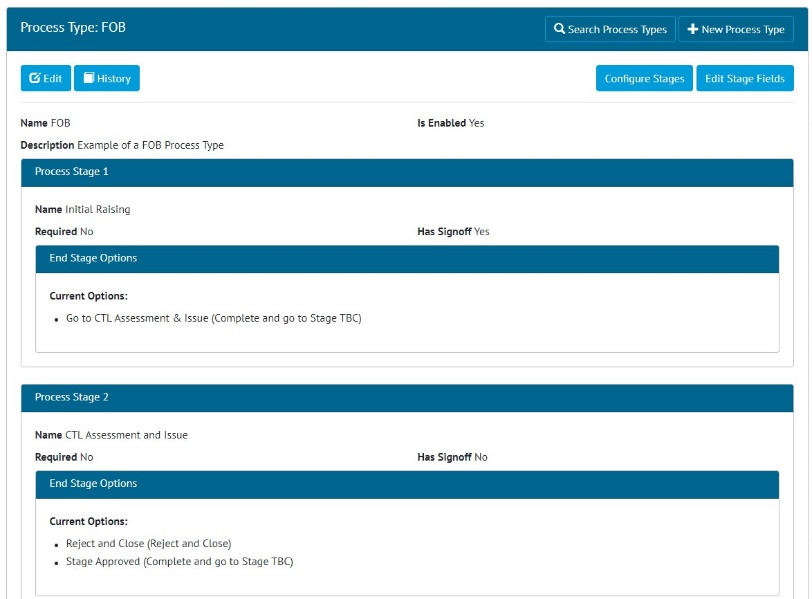 Process Type: FOB
Search Process Types
New Process Type
Edit
History
Configure Stages
Edit Stage Fields
Name FOB
Is Enabled Yes
Description Example of a FOB Process Type
Process Stage 1
Name Initial Raising
Required No
Has Signoff Yes
End Stage Options
Current Options:
Go to CTL Assessment & Issue (Complete and go to Stage TBC)
Process Stage 2
Name CTL Assessment and Issue
Required No
Has Signoff No
End Stage Options
Current Options:
Reject and Close (Reject and Close)
Stage Approved (Complete and go to Stage TBC)